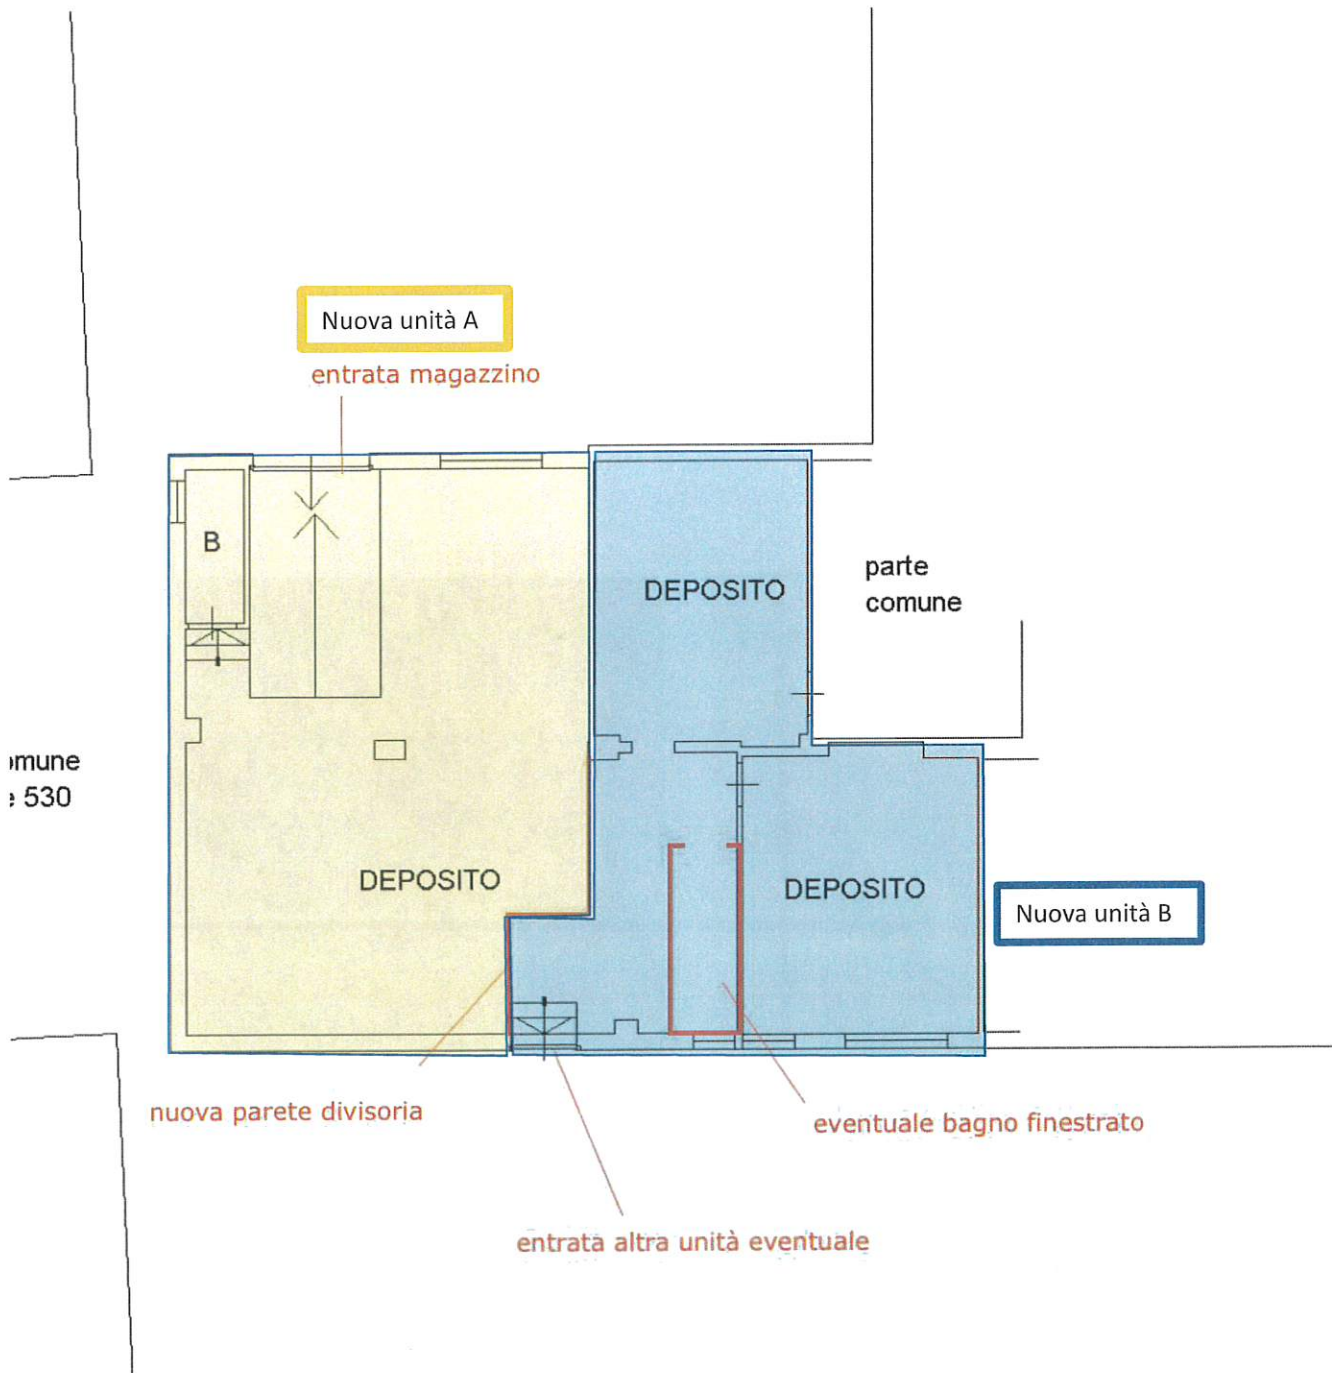 Nuova unità A
entrata magazzino
B
DEPOSITO
parte
comune
omune
e 530
DEPOSITO
DEPOSITO
Nuova unità B
nuova parete divisoria
eventuale bagno finestrato
entrata altra unità eventuale